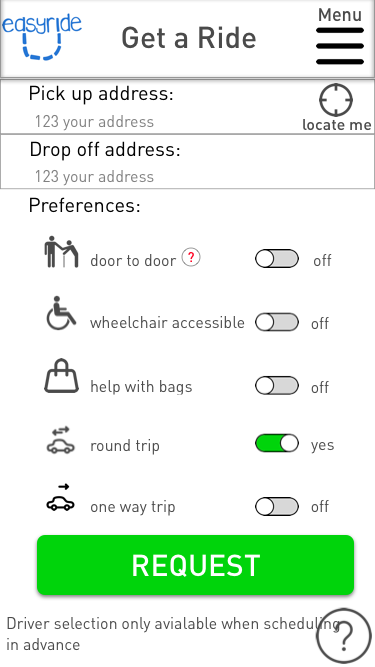 easyride
Get a Ride
Menu
Pick up address:
123 your address
locate me
Drop off address:
123 your address
Preferences:
door to door ? off
wheelchair accessible off
help with bags off
round trip yes
one way trip off
REQUEST
Driver selection only avialable when scheduling
in advance
?